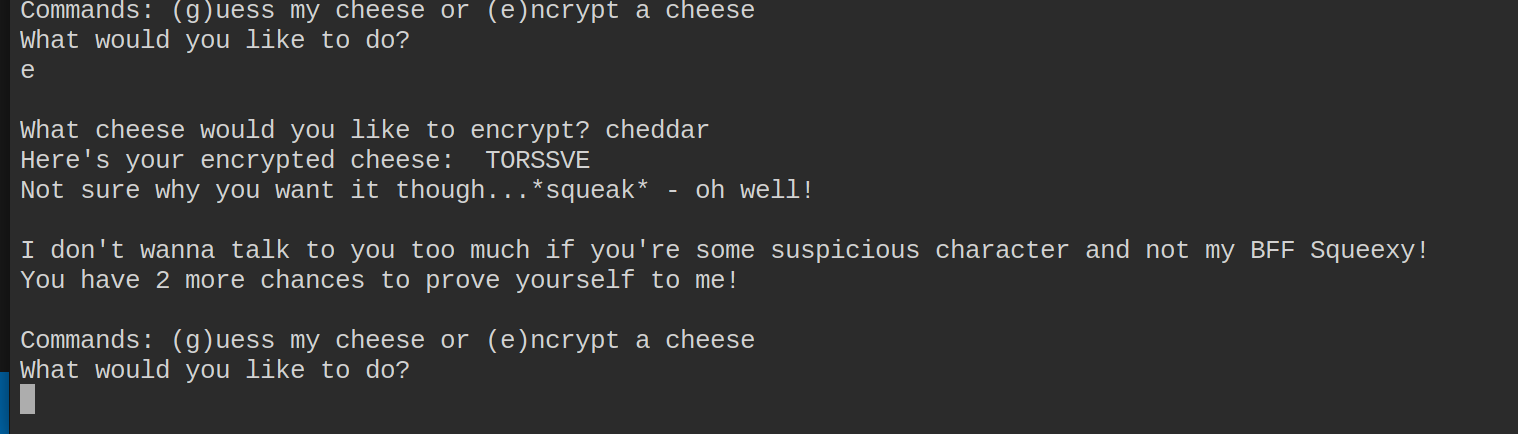 Commands: (g)uess my cheese or (e)ncrypt a cheese
What would you like to do?
e
What cheese would you like to encrypt? cheddar
Here's your encrypted cheese:  TORSSVE
Not sure why you want it though...*squeak* - oh well!
I don't wanna talk to you too much if you're some suspicious character and not my BFF Squeexy!
You have 2 more chances to prove yourself to me!
Commands: (g)uess my cheese or (e)ncrypt a cheese
What would you like to do?